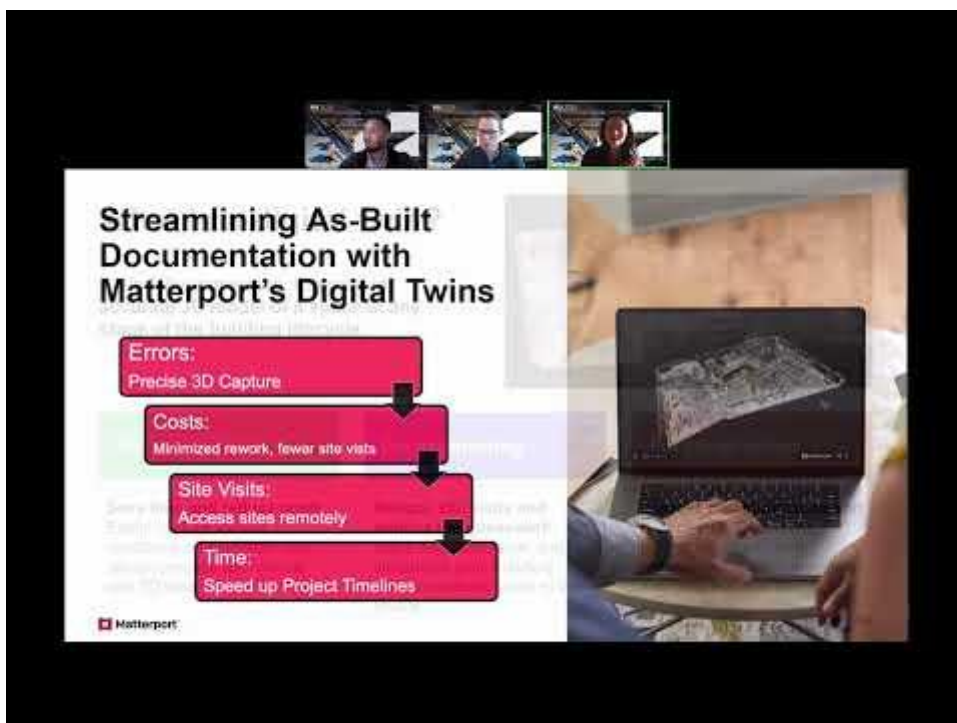 Streamlining As-Built
Documentation with
Matterport's Digital Twins
Errors:
Precise 3D Capture
Costs:
Minimized rework, fewer site vists
Site Visits:
Access sites remotely
Time:
Speed up Project Timelines
Matterport